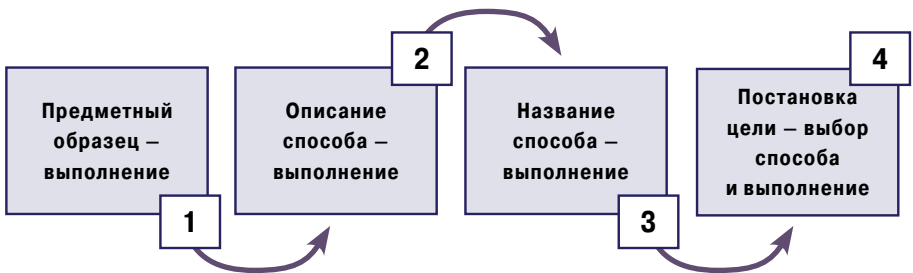 Предметный
образец –
выполнение
1
Описание
способа –
выполнение
2
Название
способа –
выполнение
3
Постановка
цели – выбор
способа
и выполнение
4